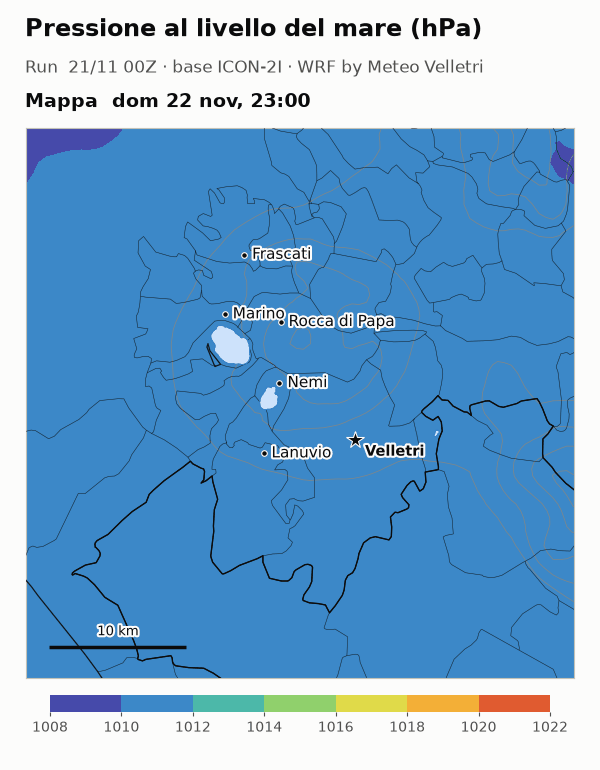 Pressione al livello del mare (hPa)
Run  21/11 00Z · base ICON-2I · WRF by Meteo Velletri
Mappa  dom 22 nov, 23:00
Frascati
Marino
Rocca di Papa
Nemi
Velletri
Lanuvio
10 km
1008 1010 1012 1014 1016 1018 1020 1022